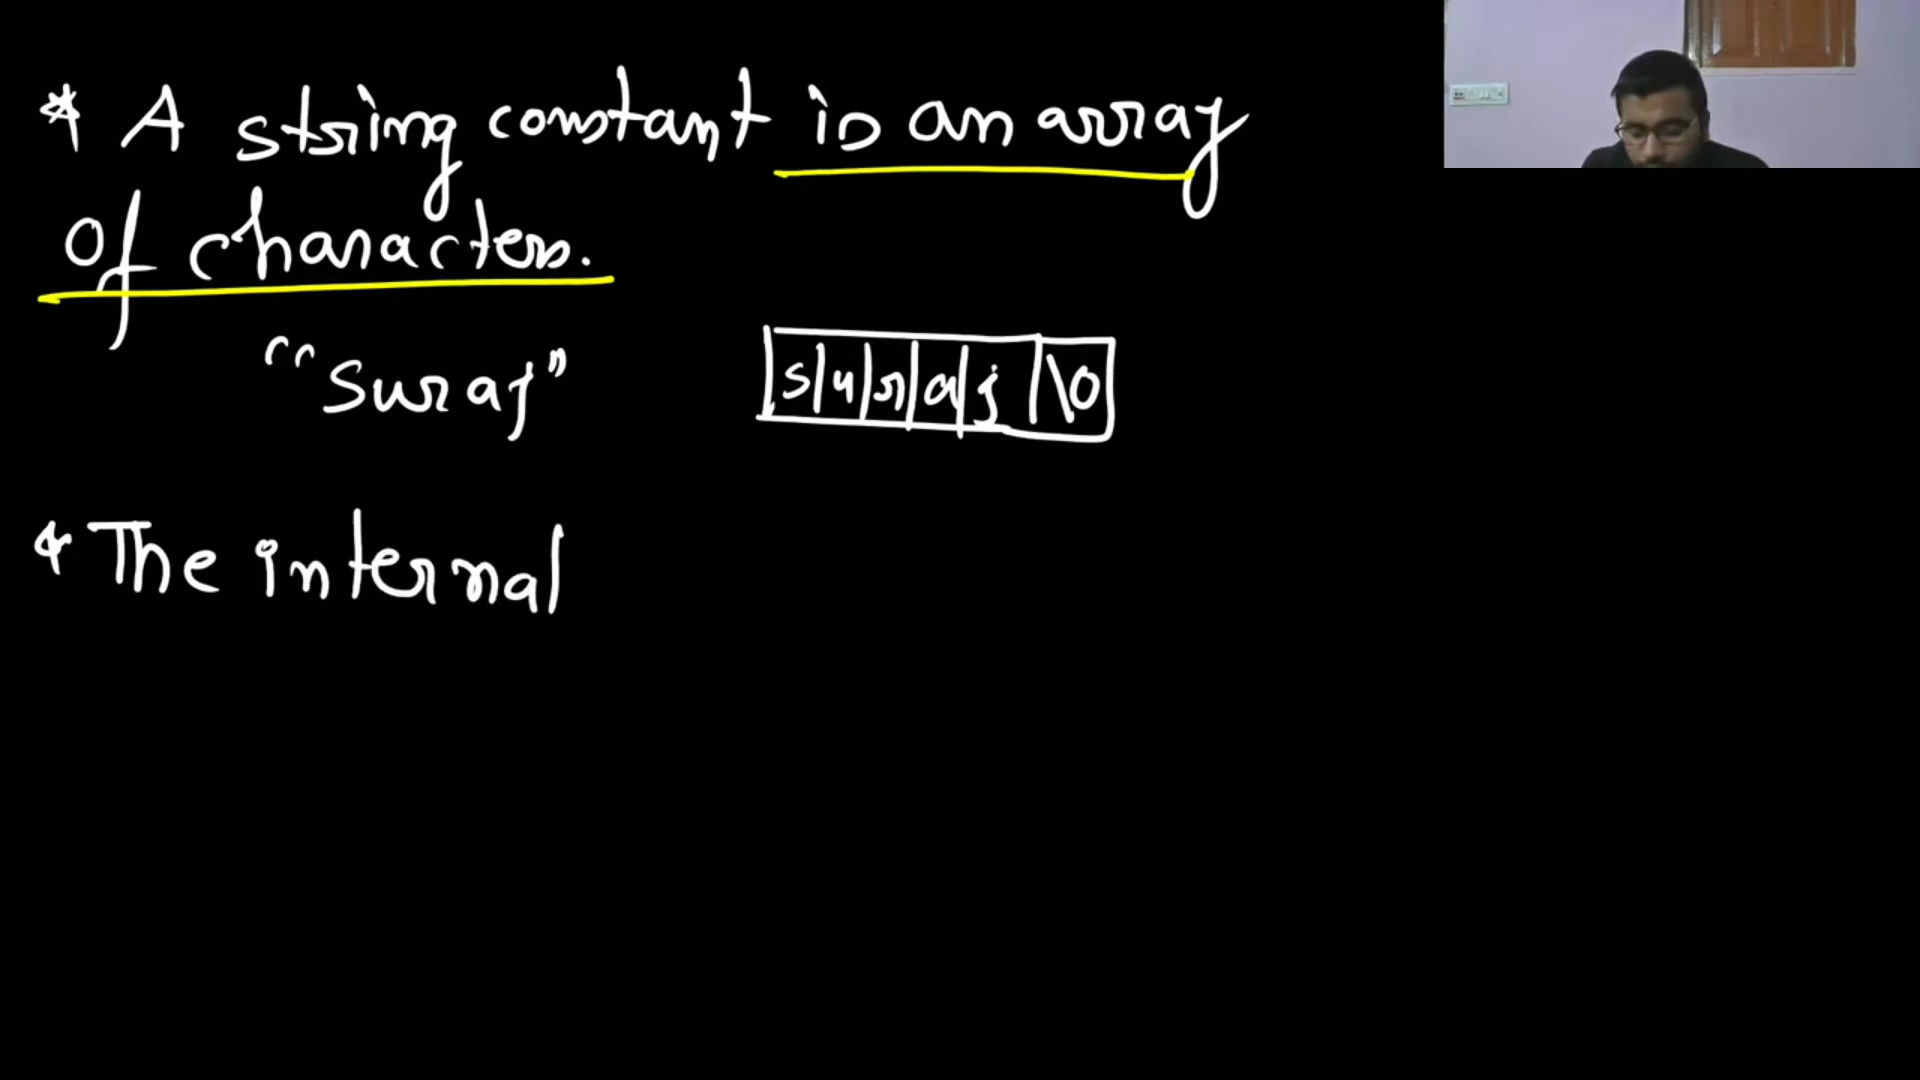 * A string constant is an array
of characters.
"Suraj" s u r a j \0
* The internal